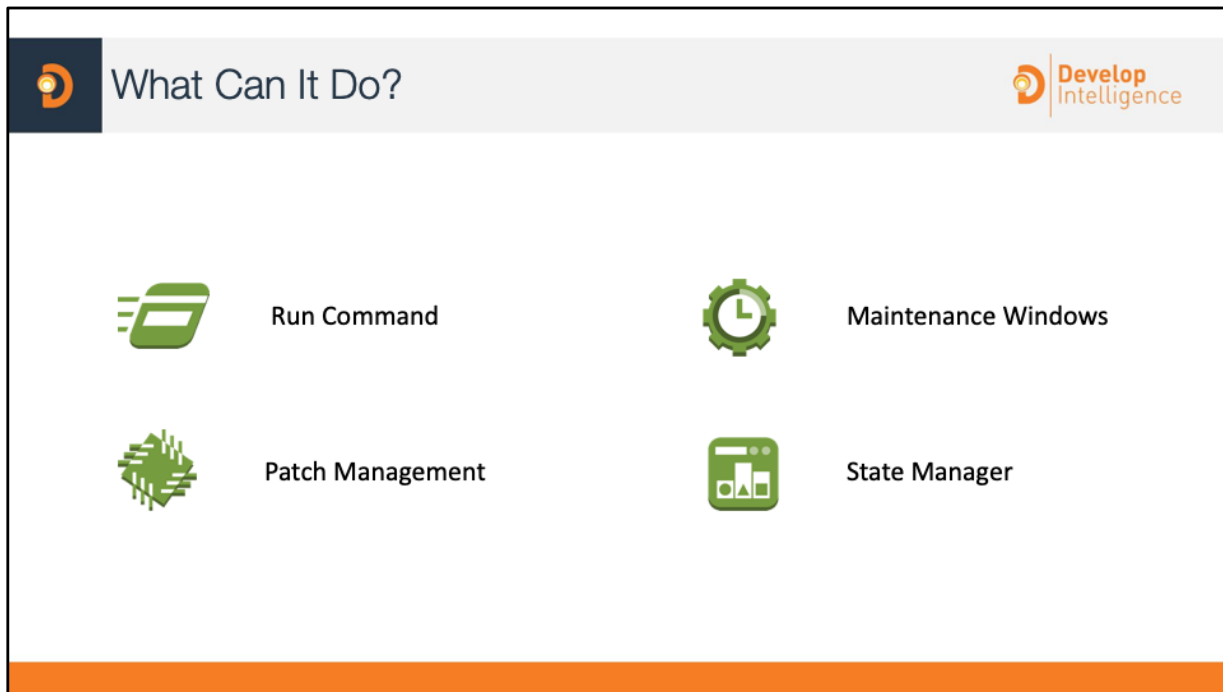 What Can It Do?
Develop
Intelligence
Run Command
Maintenance Windows
Patch Management
State Manager